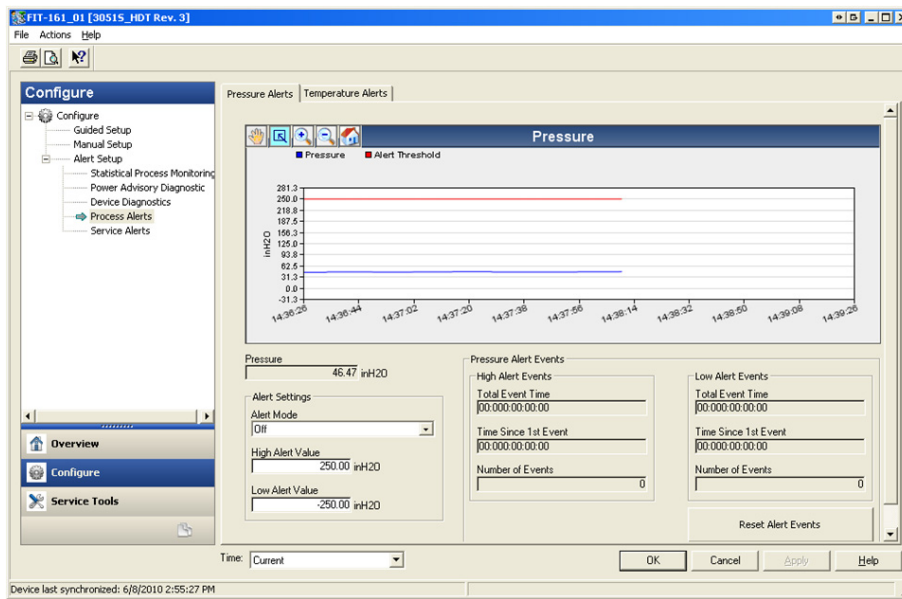 FIT-161_01 [3051S_HDT Rev. 3]
File Actions Help
Configure
Configure
Guided Setup
Manual Setup
Alert Setup
Statistical Process Monitoring
Power Advisory Diagnostic
Device Diagnostics
Process Alerts
Service Alerts
Overview
Configure
Service Tools
Pressure Alerts
Temperature Alerts
Pressure
Pressure
Alert Threshold
inH2O
281.3
250.0
218.8
187.5
156.3
125.0
93.8
62.5
31.3
0.0
-31.3
14:36:26 14:36:44 14:37:02 14:37:20 14:37:38 14:37:56 14:38:14 14:38:32 14:38:50 14:39:08 14:39:26
Pressure
46.47 inH2O
Alert Settings
Alert Mode
Off
High Alert Value
250.00 inH2O
Low Alert Value
-250.00 inH2O
Pressure Alert Events
High Alert Events
Total Event Time
00:000:00:00:00
Time Since 1st Event
00:000:00:00:00
Number of Events
0
Low Alert Events
Total Event Time
00:000:00:00:00
Time Since 1st Event
00:000:00:00:00
Number of Events
0
Reset Alert Events
Time: Current
OK
Cancel
Apply
Help
Device last synchronized: 6/8/2010 2:55:27 PM